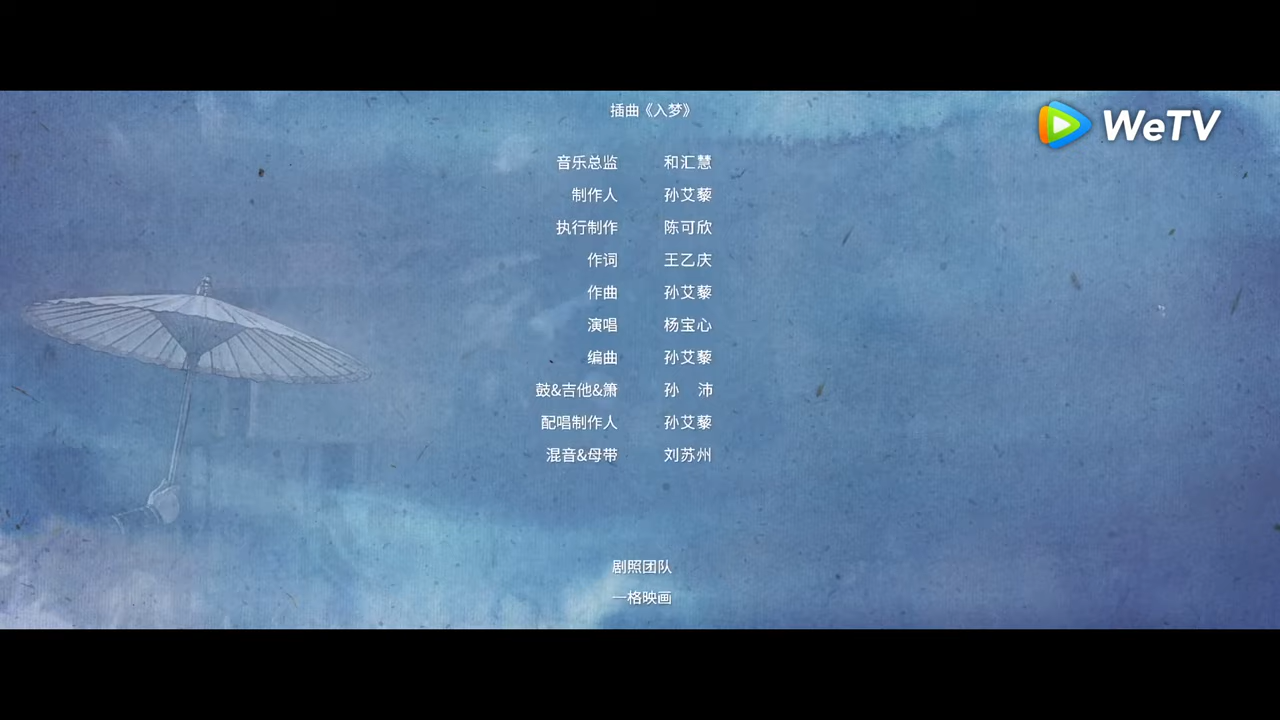 插曲《入梦》
WeTV
音乐总监 和汇慧
制作人 孙艾藜
执行制作 陈可欣
作词 王乙庆
作曲 孙艾藜
演唱 杨宝心
编曲 孙艾藜
鼓&吉他&箫 孙 沛
配唱制作人 孙艾藜
混音&母带 刘苏州
剧照团队
一格映画